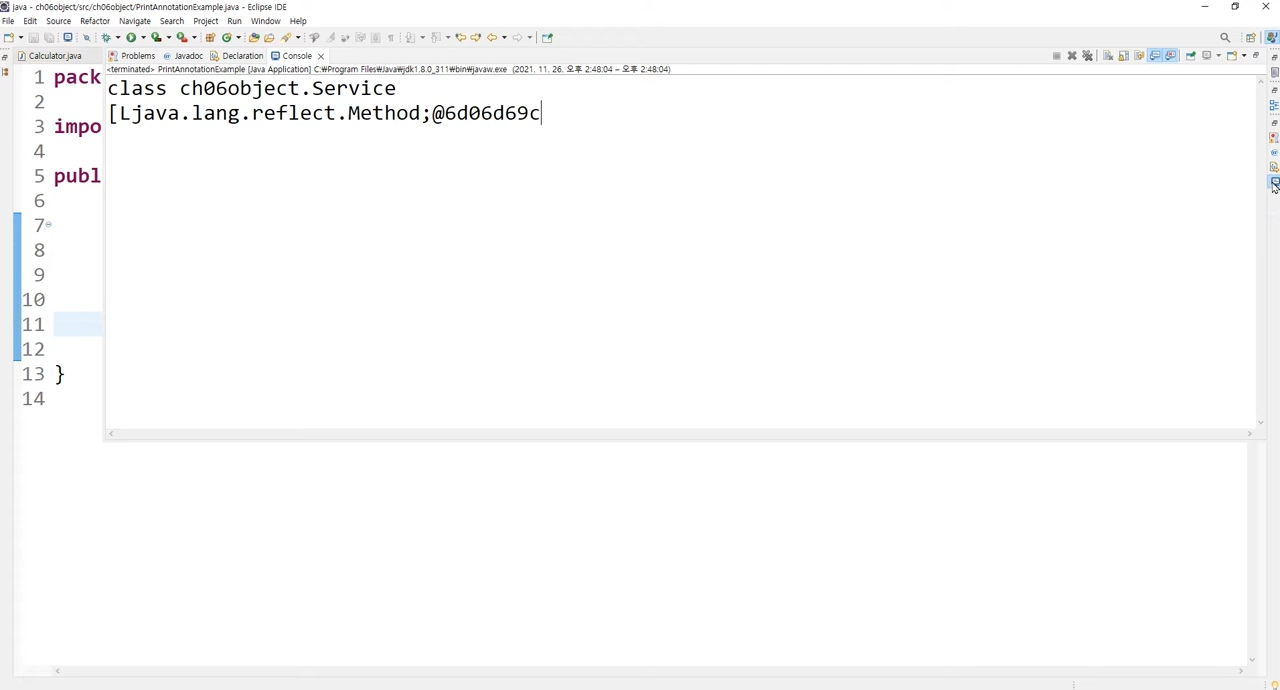 java - ch06object/src/ch06object/PrintAnnotationExample.java - Eclipse IDE
File Edit Source Refactor Navigate Search Project Run Window Help
Calculator.java Problems Javadoc Declaration Console
<terminated> PrintAnnotationExample [Java Application] C:₩Program Files₩Java₩jdk1.8.0_311₩bin₩javaw.exe (2021. 11. 26. 오후 2:48:04 – 오후 2:48:04)
class ch06object.Service
[Ljava.lang.reflect.Method;@6d06d69c
1 pack
2
3 impo
4
5 publ
6
7
8
9
10
11
12
13 }
14